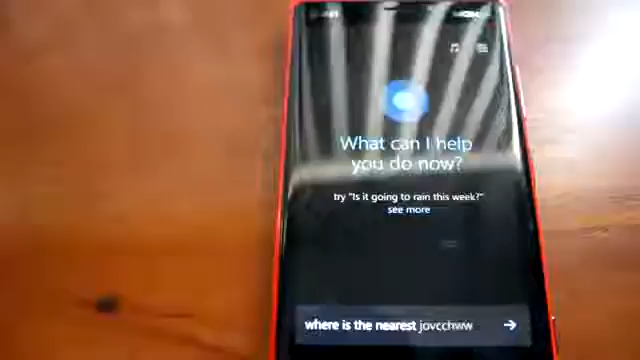 What can I help
you do now?
try "Is it going to rain this week?"
see more
where is the nearest jovcchww